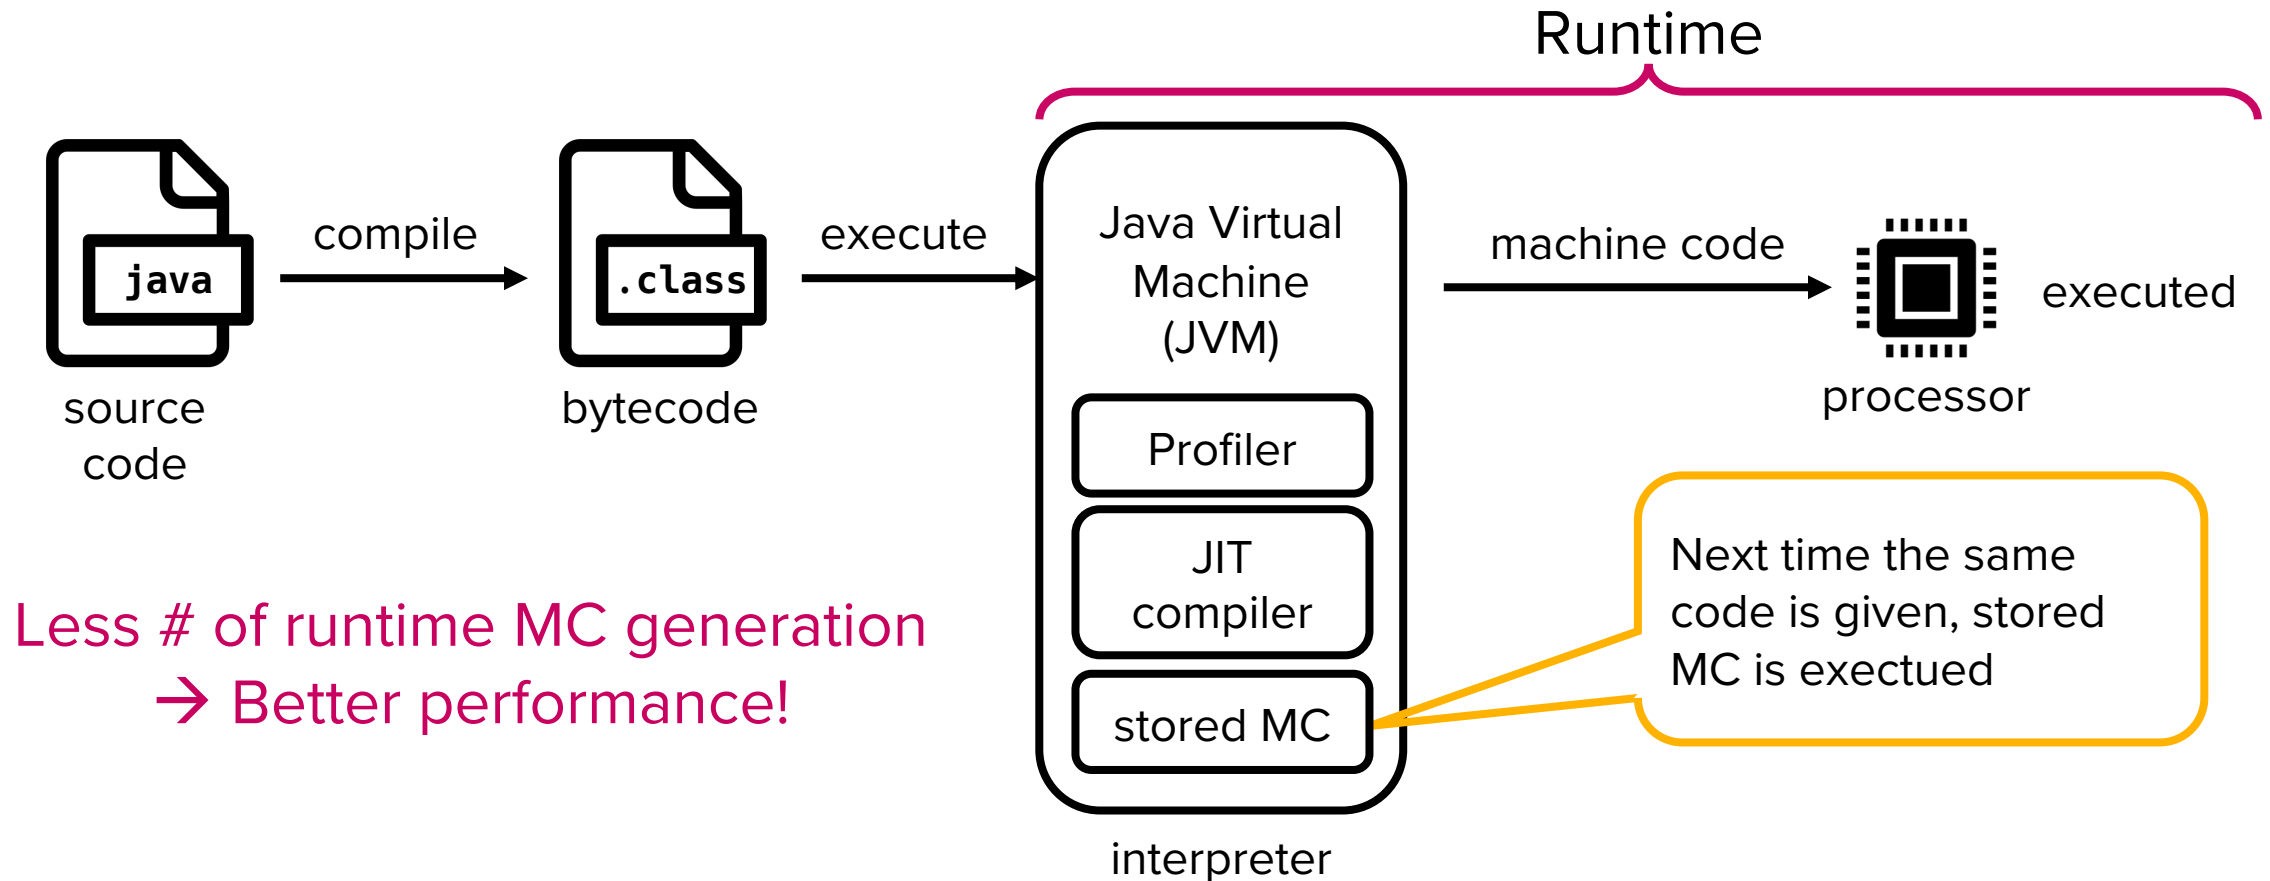 Runtime
java
compile
.class
execute
Java Virtual
Machine
(JVM)
machine code
executed
source
code
bytecode
processor
Profiler
JIT
compiler
stored MC
interpreter
Next time the same
code is given, stored
MC is exectued
Less # of runtime MC generation
→ Better performance!